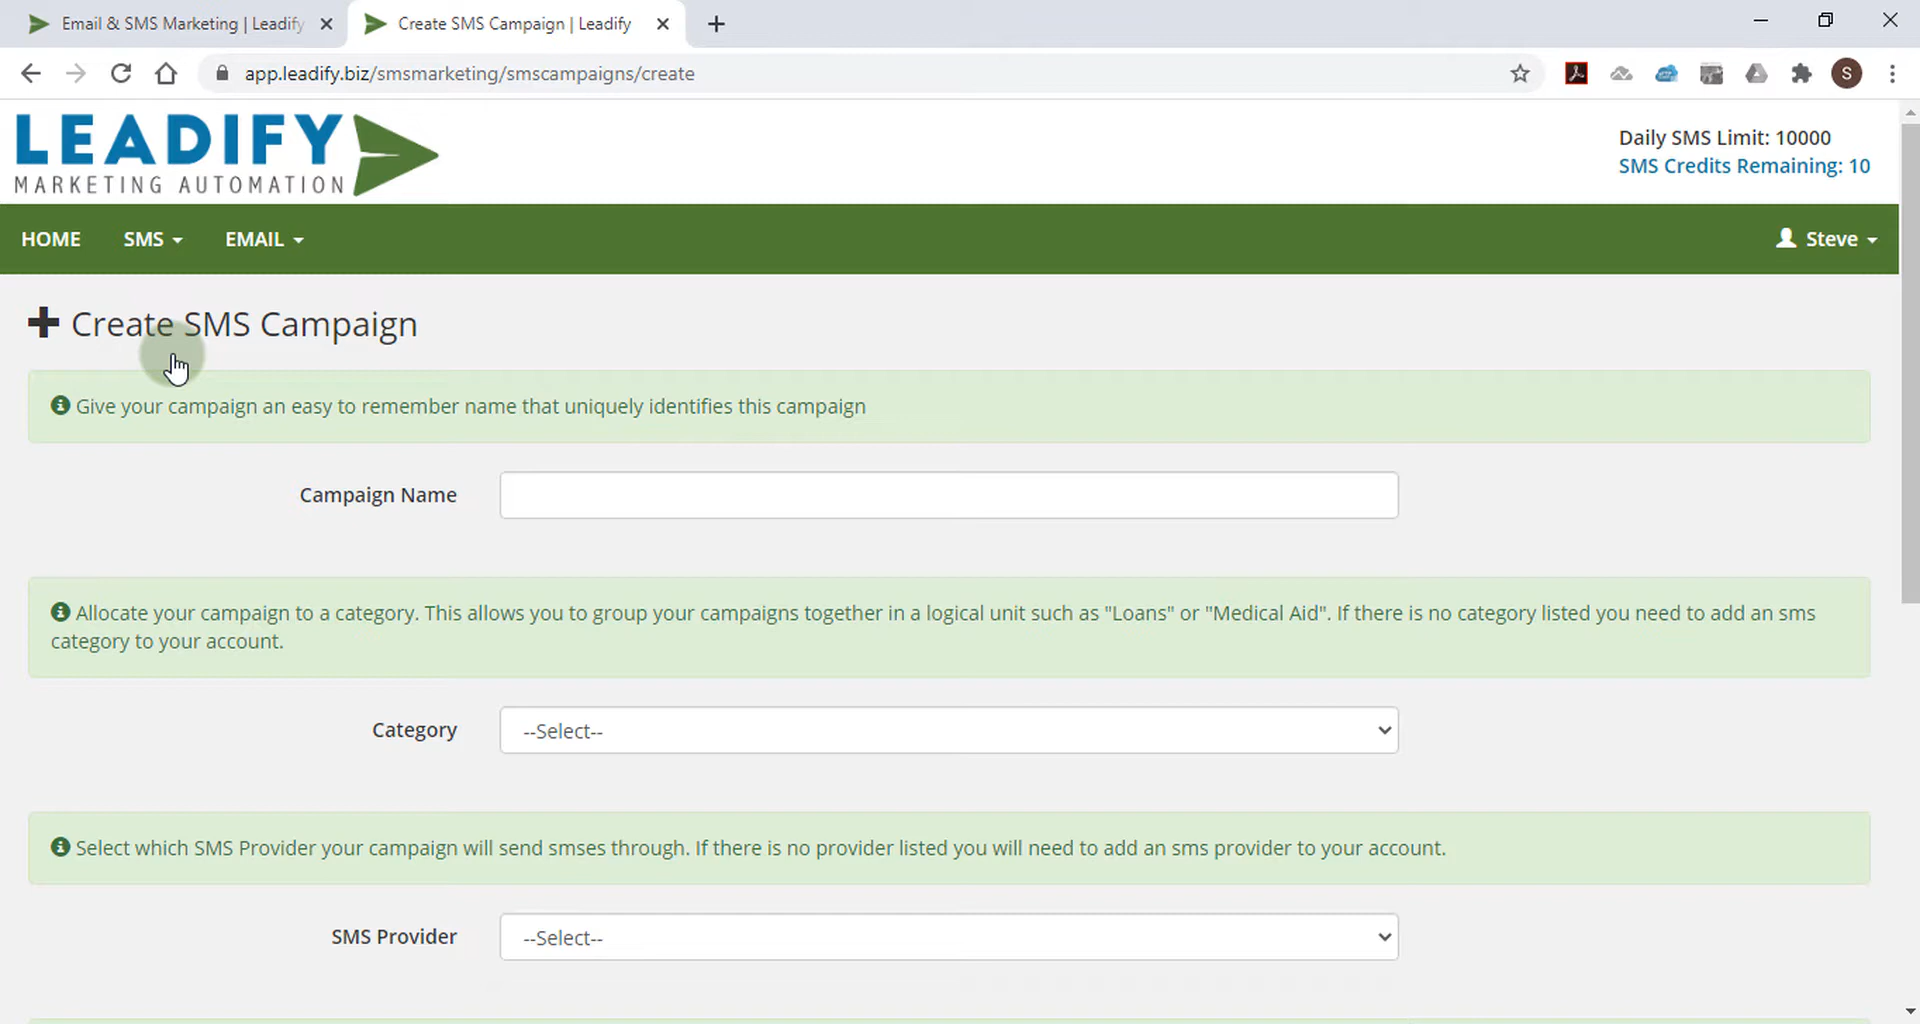 Email & SMS Marketing | Leadify
Create SMS Campaign | Leadify
app.leadify.biz/smsmarketing/smscampaigns/create
S
LEADIFY
MARKETING AUTOMATION
Daily SMS Limit: 10000
SMS Credits Remaining: 10
HOME
SMS
EMAIL
Steve
Create SMS Campaign
Give your campaign an easy to remember name that uniquely identifies this campaign
Campaign Name
Allocate your campaign to a category. This allows you to group your campaigns together in a logical unit such as "Loans" or "Medical Aid". If there is no category listed you need to add an sms
category to your account.
Category
--Select--
Select which SMS Provider your campaign will send smses through. If there is no provider listed you will need to add an sms provider to your account.
SMS Provider
--Select--